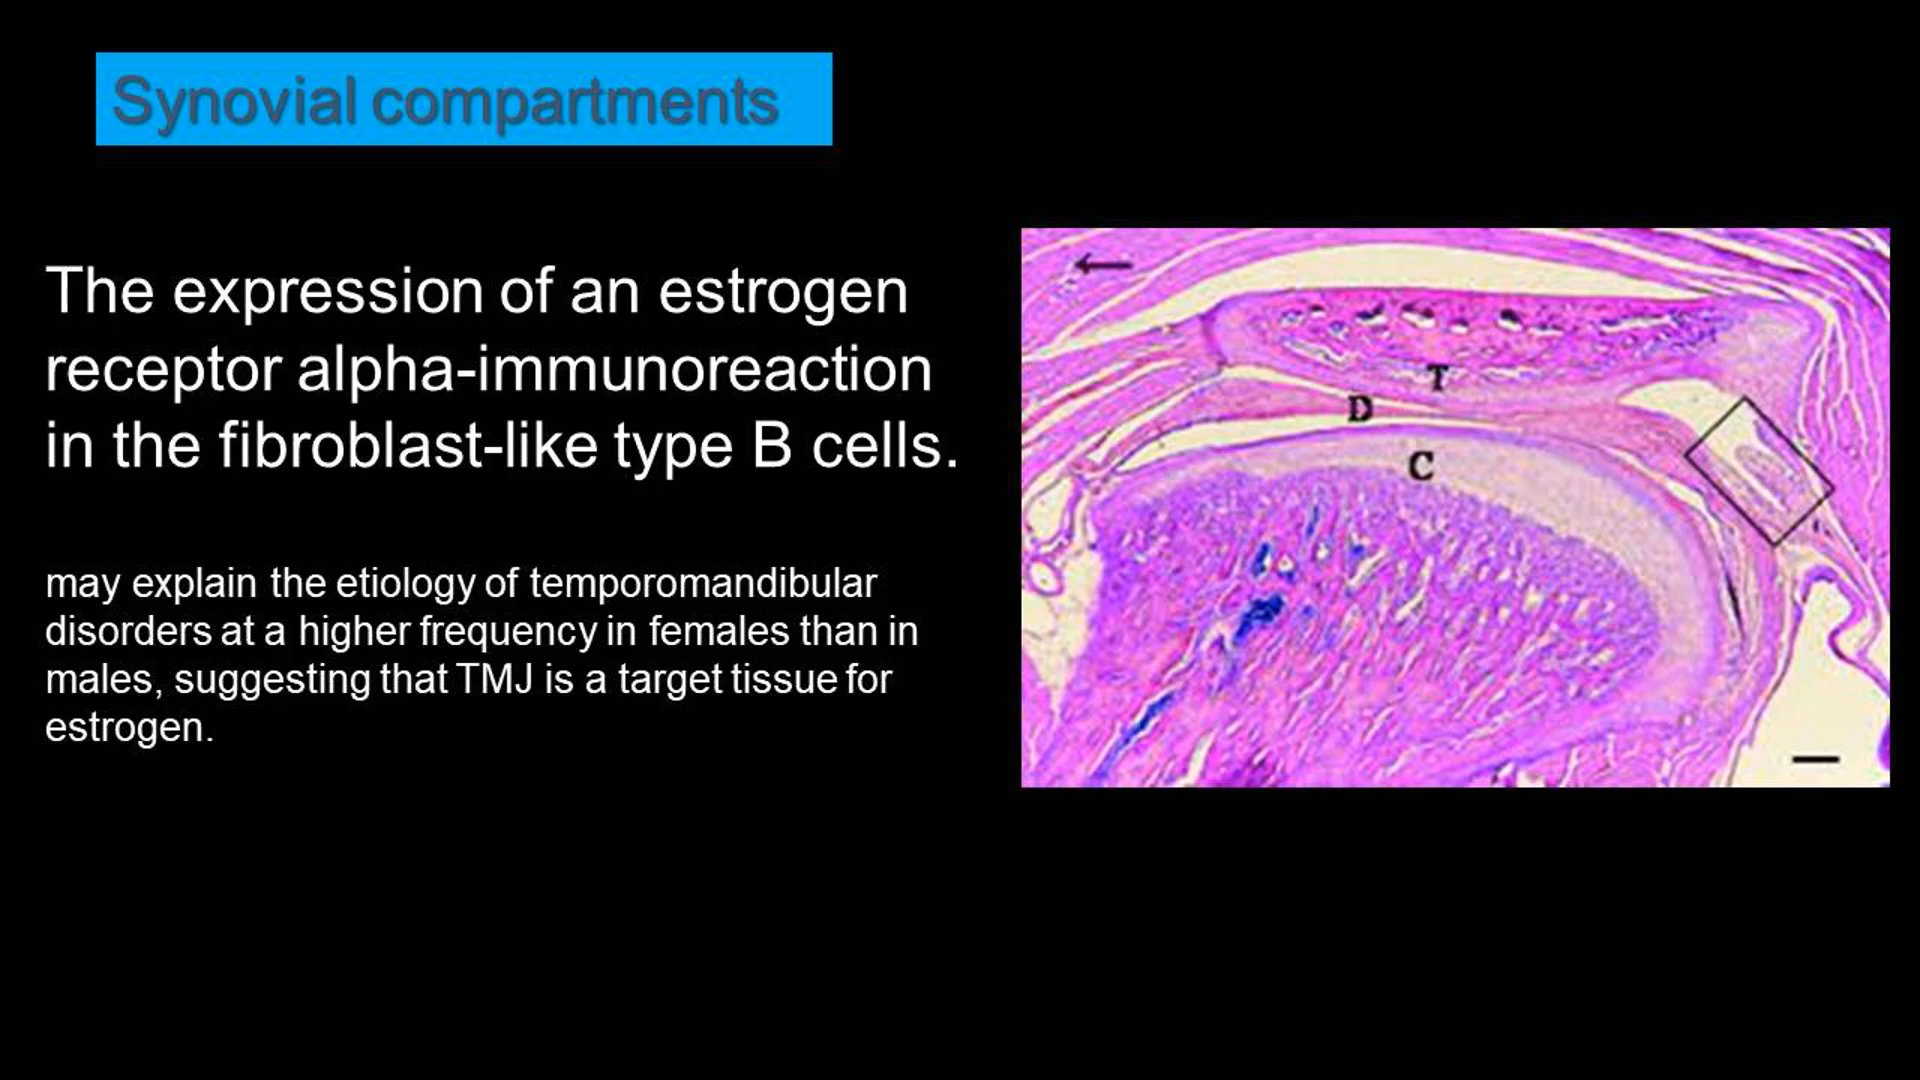 Synovial compartments
The expression of an estrogen
receptor alpha-immunoreaction
in the fibroblast-like type B cells.
may explain the etiology of temporomandibular
disorders at a higher frequency in females than in
males, suggesting that TMJ is a target tissue for
estrogen.
T
D
C